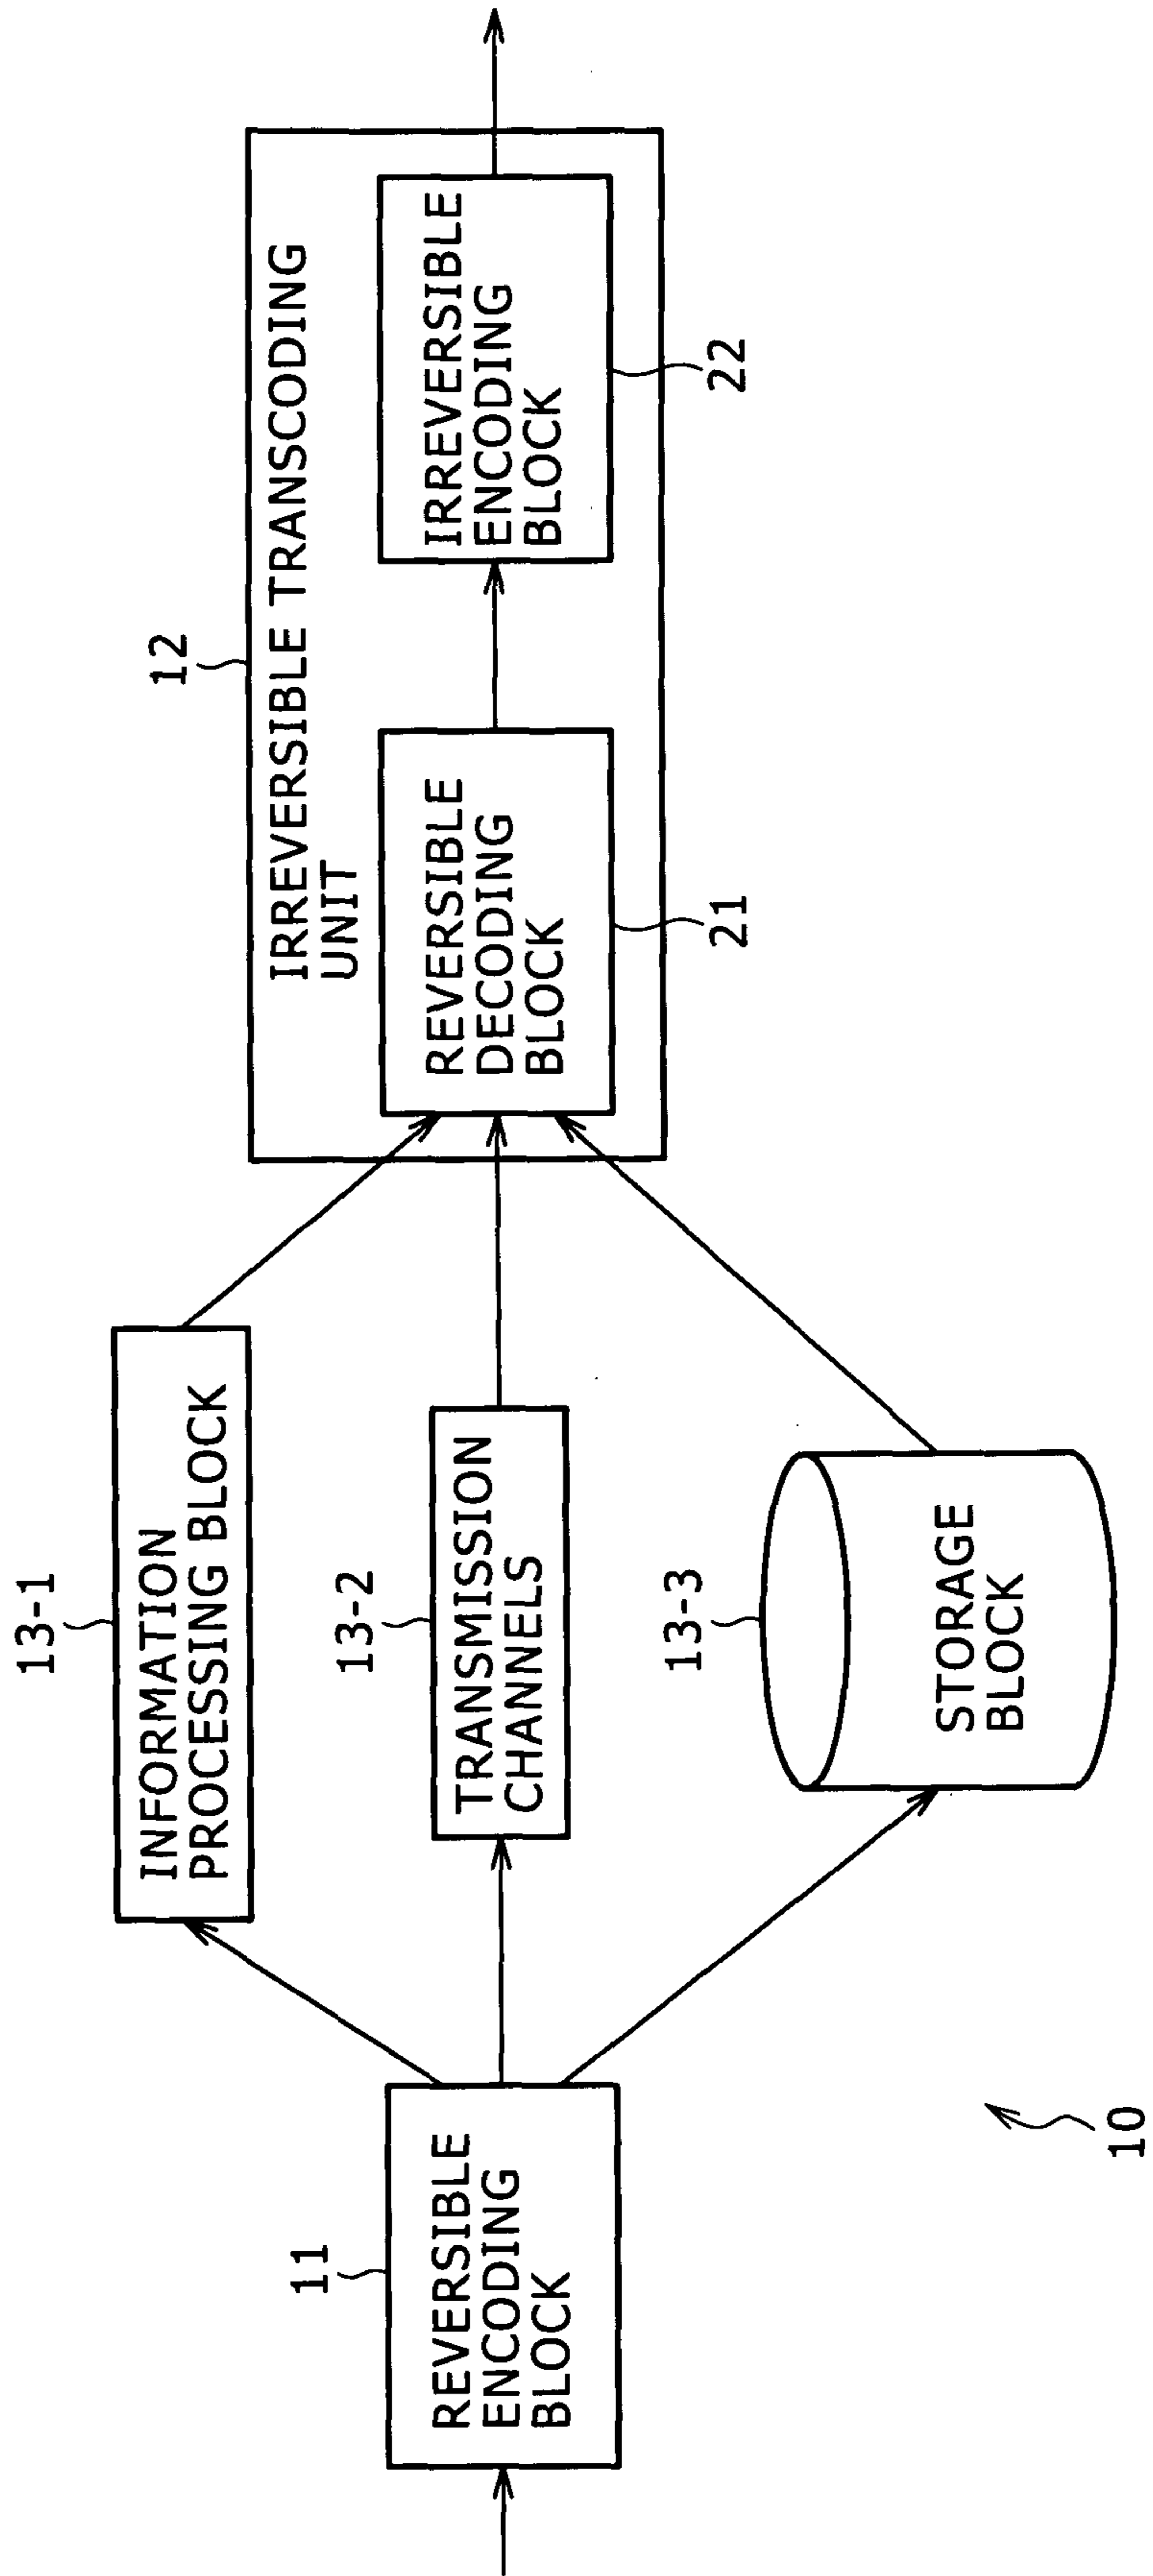 11
REVERSIBLE
ENCODING
BLOCK
13-1
INFORMATION
PROCESSING BLOCK
13-2
TRANSMISSION
CHANNELS
13-3
STORAGE
BLOCK
12
IRREVERSIBLE TRANSCODING
UNIT
REVERSIBLE
DECODING
BLOCK
21
IRREVERSIBLE
ENCODING
BLOCK
22
10